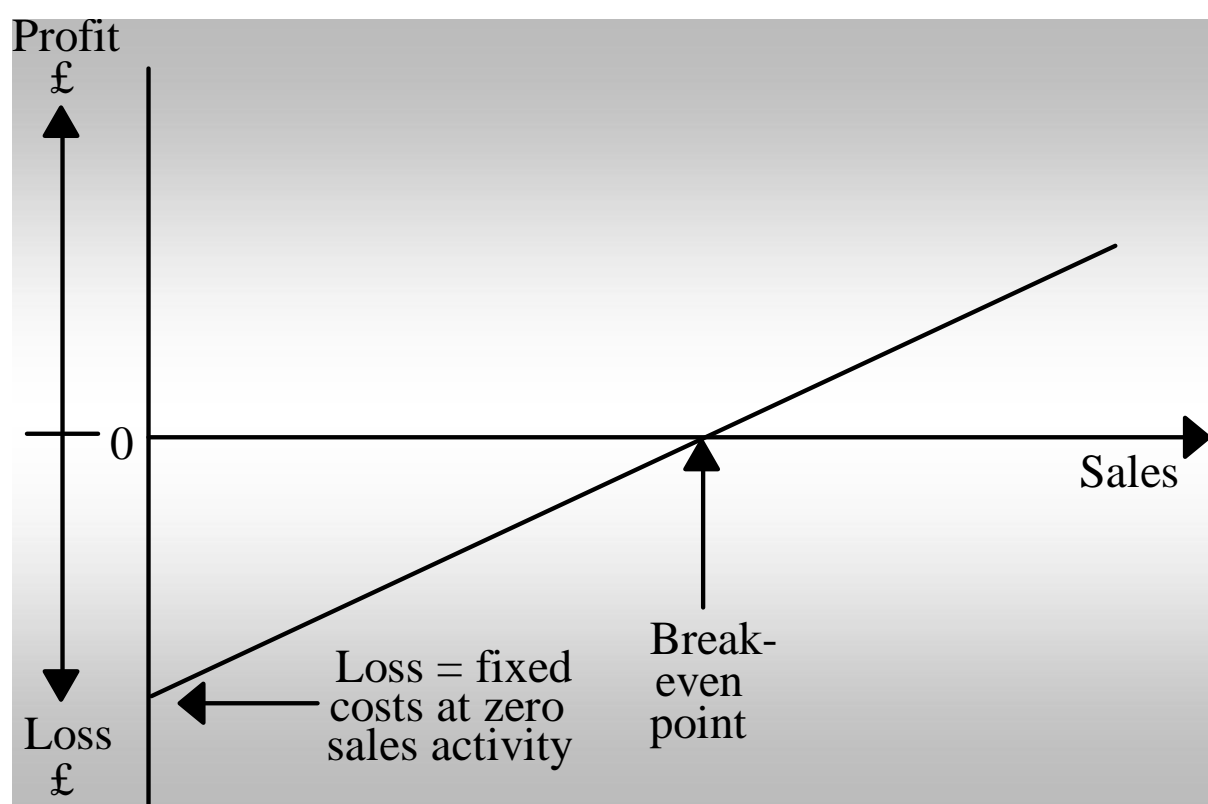 Profit
£
0
Sales
Break-
even
point
Loss = fixed
costs at zero
sales activity
Loss
£